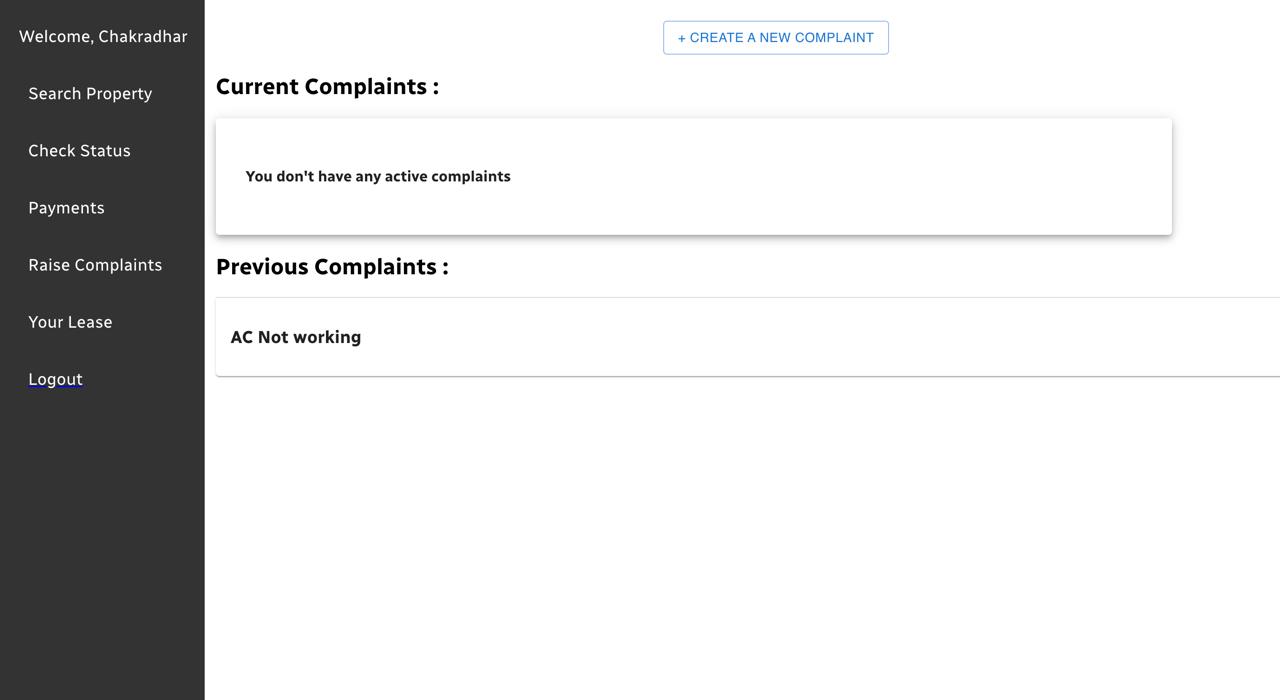 Welcome, Chakradhar
Search Property
Check Status
Payments
Raise Complaints
Your Lease
Logout
+ CREATE A NEW COMPLAINT
Current Complaints :
You don't have any active complaints
Previous Complaints :
AC Not working